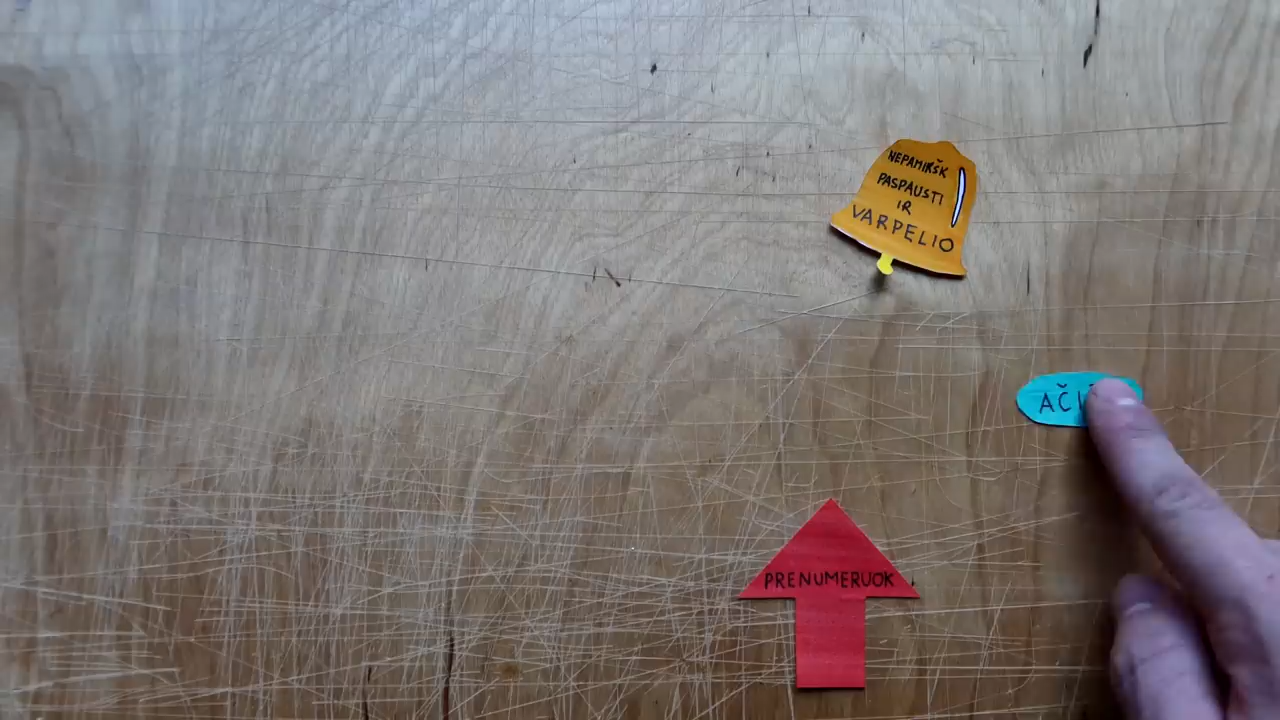 NEPAMIRŠK
PASPAUSTI
IR
VARPELIO
PRENUMERUOK